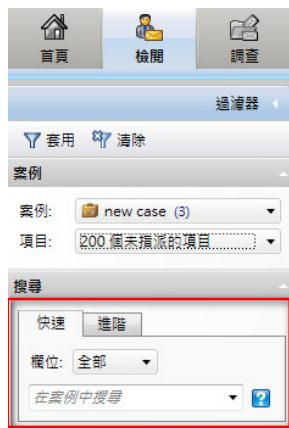 首頁 檢閱 調查
過濾器
套用 清除
案例
案例: new case (3)
項目: 200 個未指派的項目
搜尋
快速 進階
欄位: 全部
在案例中搜尋 ?